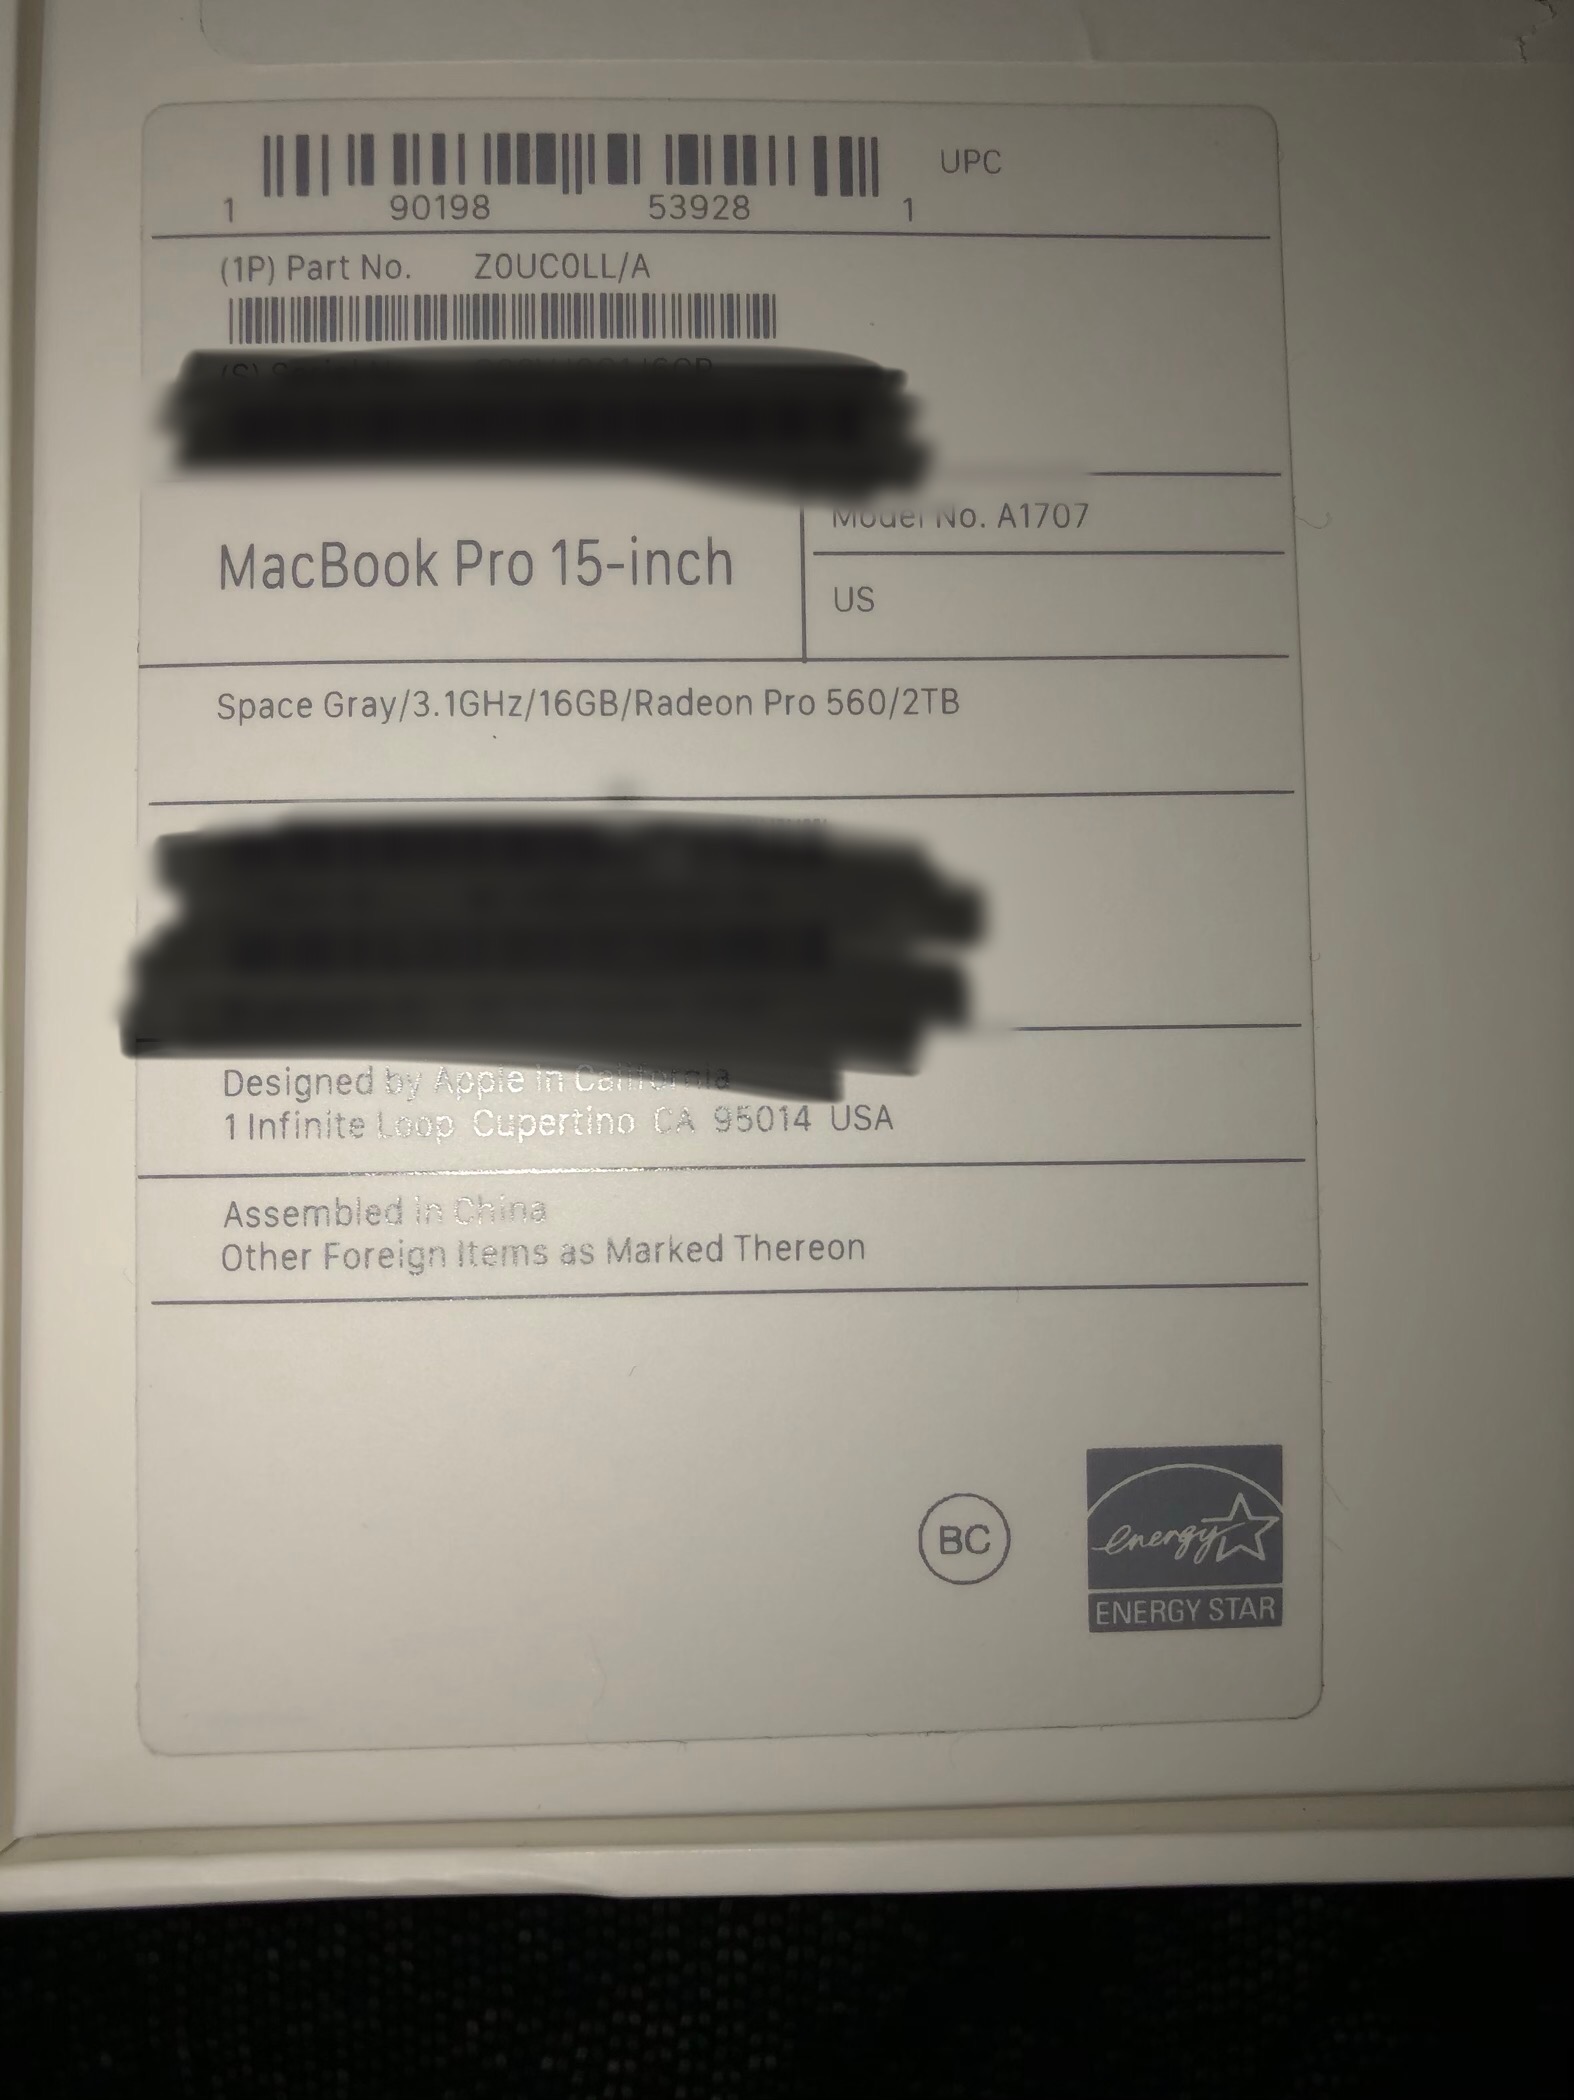 UPC
1 90198 53928 1
(1P) Part No. Z0UC0LL/A
Model No. A1707
MacBook Pro 15-inch
US
Space Gray/3.1GHz/16GB/Radeon Pro 560/2TB
Designed by Apple in California
1 Infinite Loop Cupertino CA 95014 USA
Assembled in China
Other Foreign Items as Marked Thereon
BC
energy
ENERGY STAR